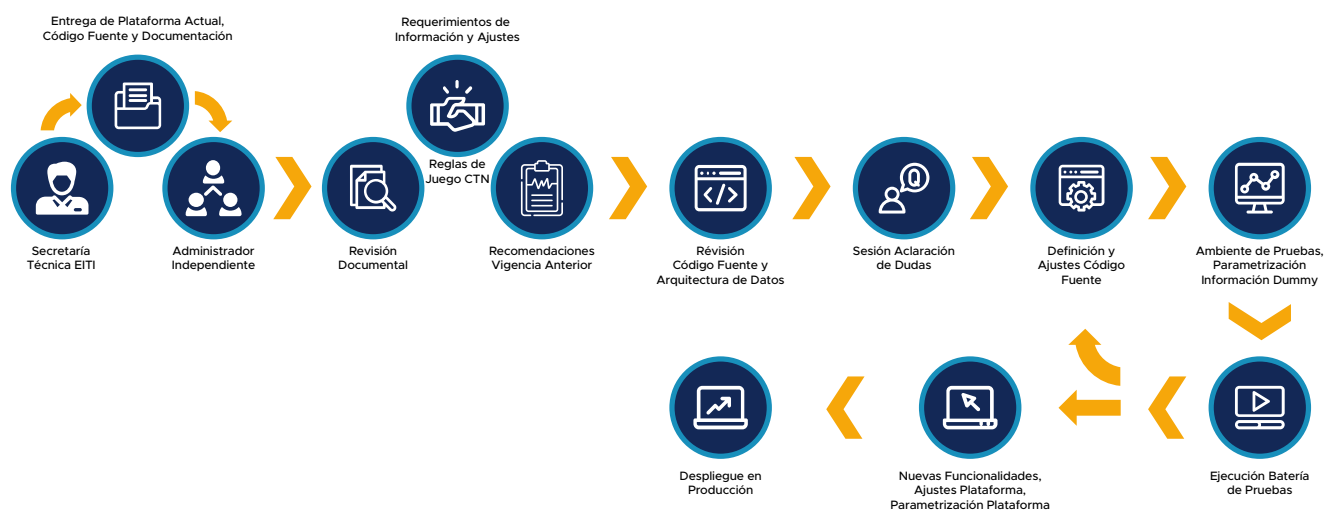 Entrega de Plataforma Actual,
Código Fuente y Documentación
Requerimientos de
Información y Ajustes
Reglas de
Juego CTN
Secretaría
Técnica EITI
Administrador
Independiente
Revisión
Documental
Recomendaciones
Vigencia Anterior
Révisión
Código Fuente y
Arquitectura de Datos
Q
Sesión Aclaración
de Dudas
Definición y
Ajustes Código
Fuente
Ambiente de Pruebas,
Parametrización
Información Dummy
Despliegue en
Producción
Nuevas Funcionalidades,
Ajustes Plataforma,
Parametrización Plataforma
Ejecución Batería
de Pruebas